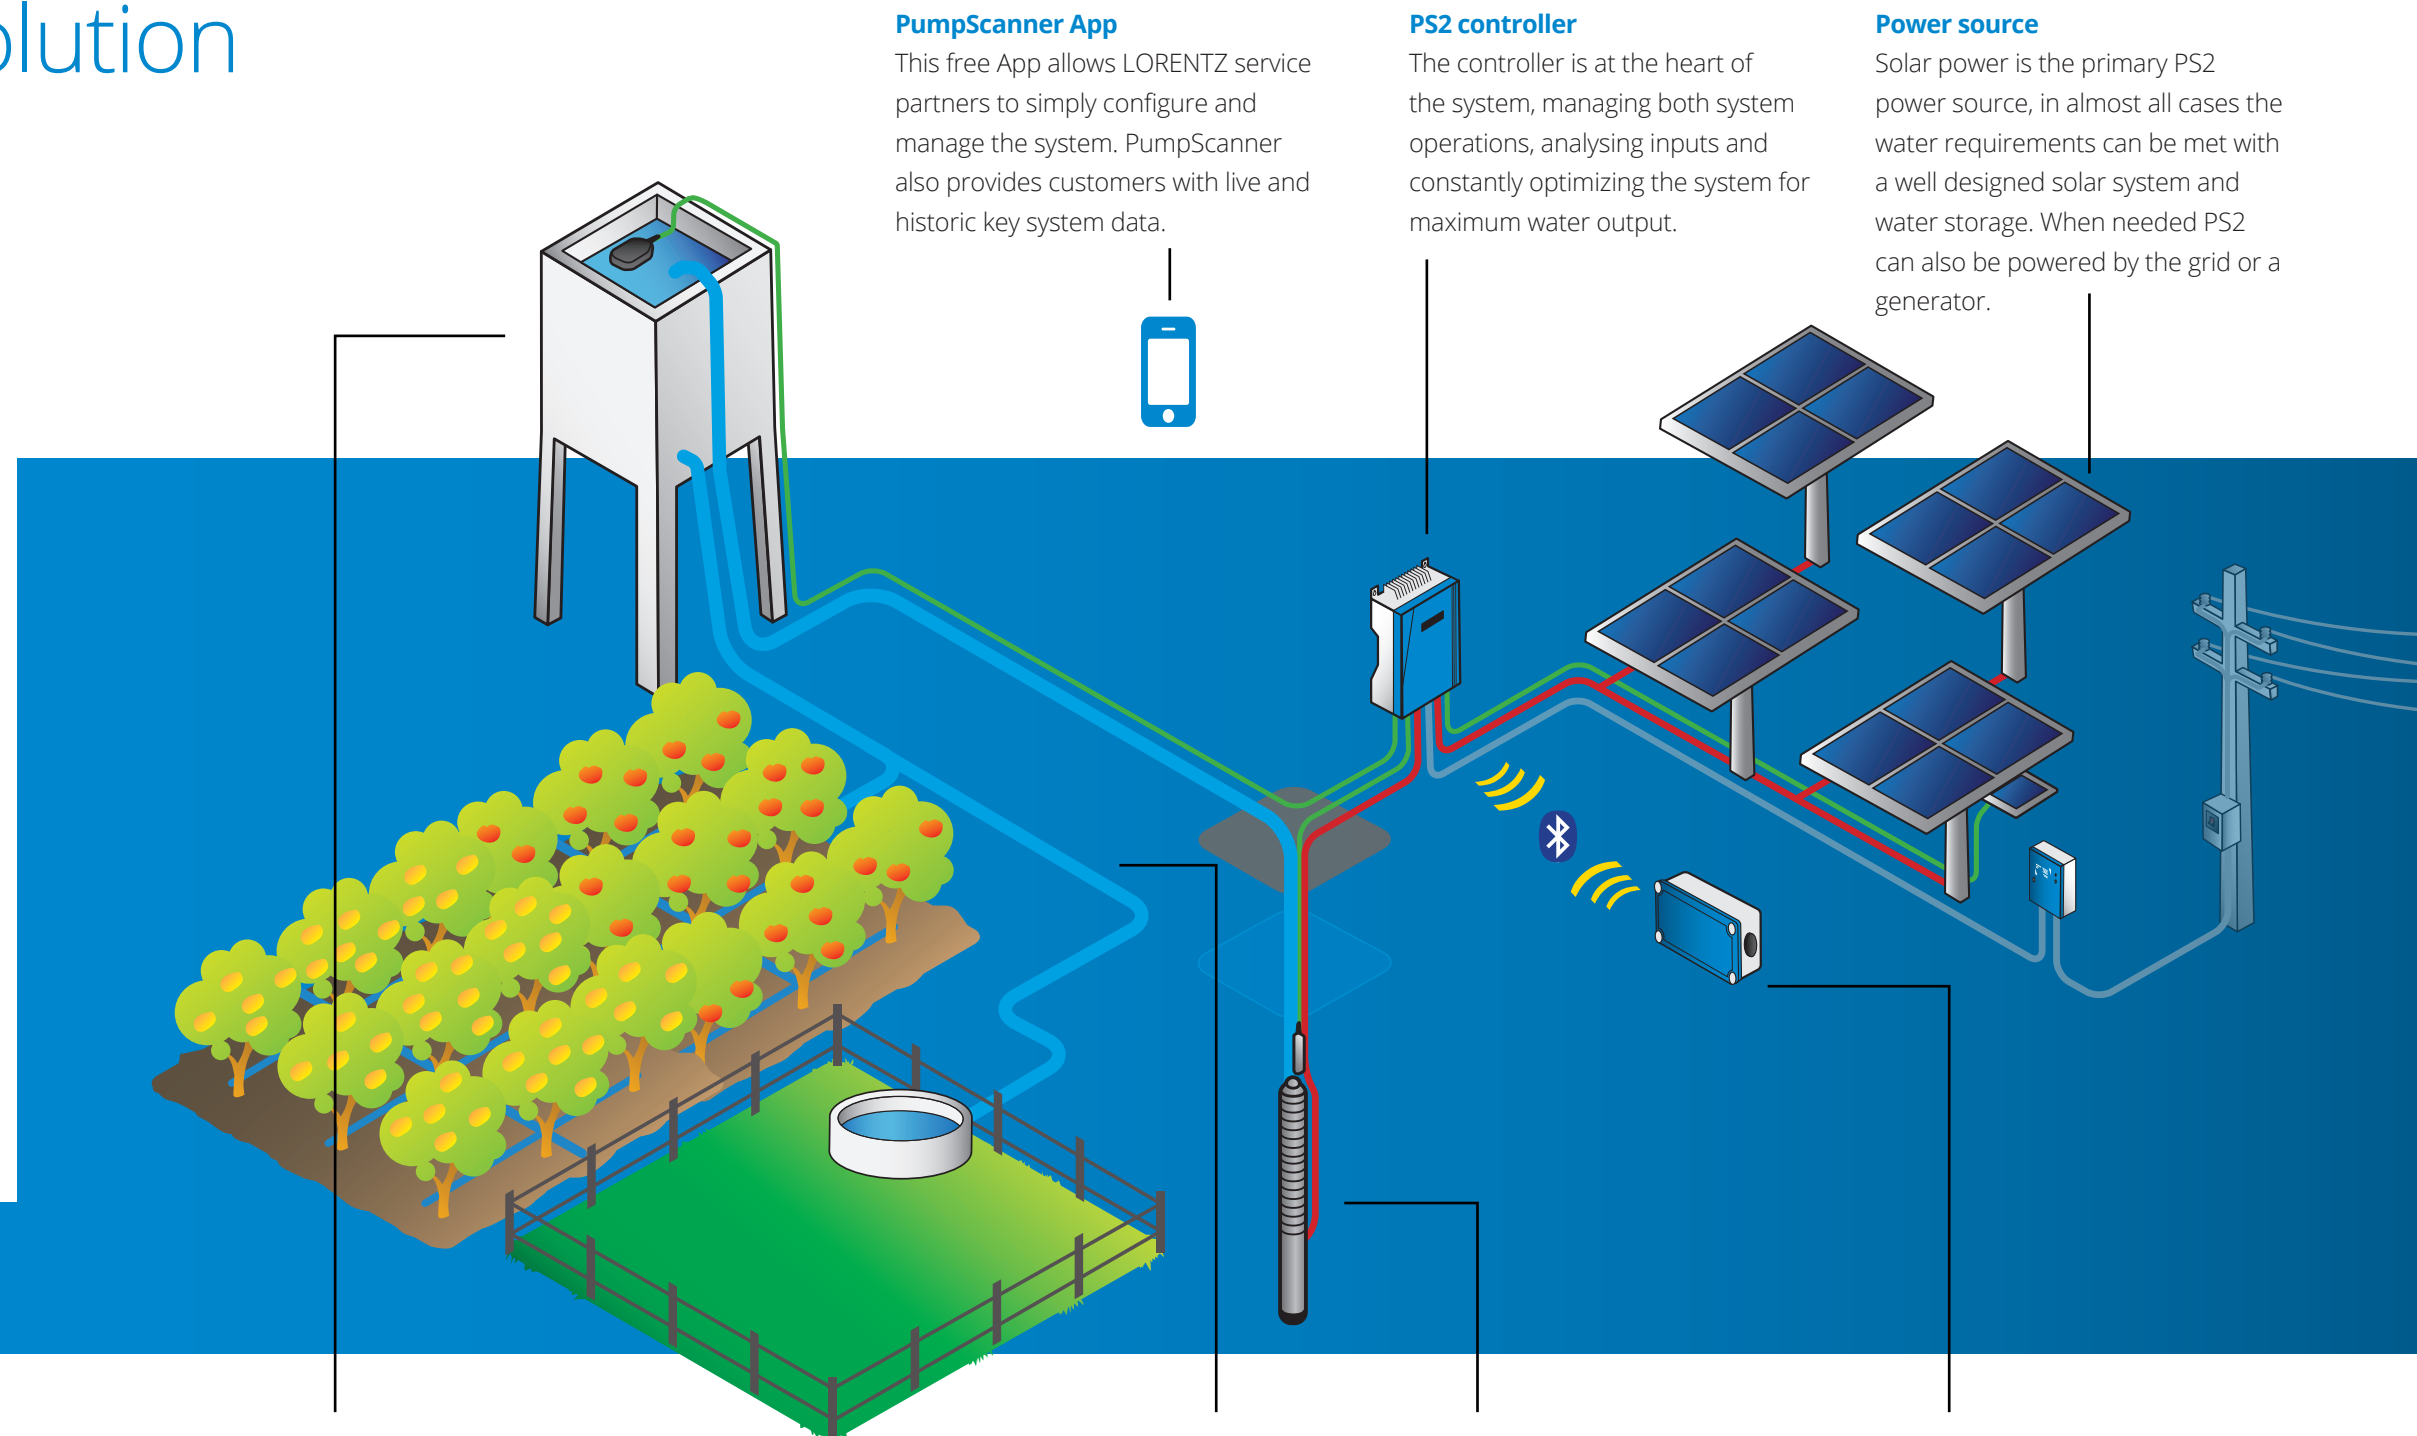 olution
PumpScanner App
This free App allows LORENTZ service
partners to simply configure and
manage the system. PumpScanner
also provides customers with live and
historic key system data.
PS2 controller
The controller is at the heart of
the system, managing both system
operations, analysing inputs and
constantly optimizing the system for
maximum water output.
Power source
Solar power is the primary PS2
power source, in almost all cases the
water requirements can be met with
a well designed solar system and
water storage. When needed PS2
can also be powered by the grid or a
generator.